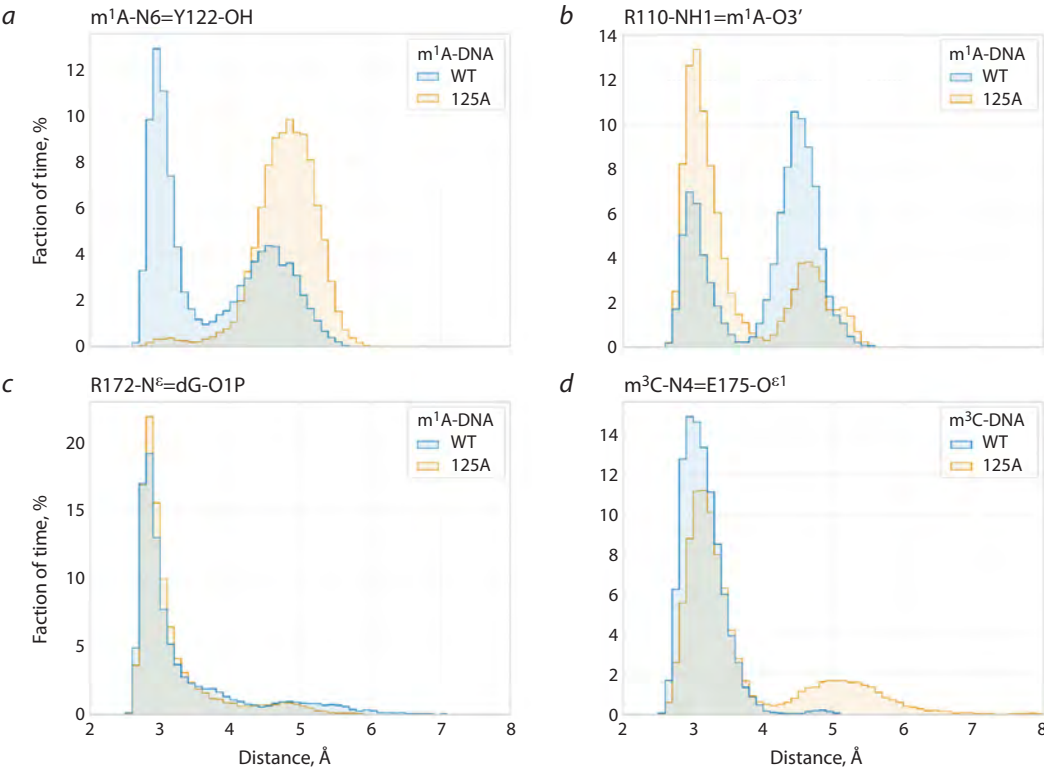 a
m¹A-N6=Y122-OH
m¹A-DNA
WT
125A
Faction of time, %
12
10
8
6
4
2
0
b
R110-NH1=m¹A-O3’
m¹A-DNA
WT
125A
14
12
10
8
6
4
2
0
c
R172-Nᵋ=dG-O1P
m¹A-DNA
WT
125A
Faction of time, %
20
15
10
5
0
2 3 4 5 6 7 8
Distance, Å
d
m³C-N4=E175-Oᵋ¹
m³C-DNA
WT
125A
14
12
10
8
6
4
2
0
2 3 4 5 6 7 8
Distance, Å